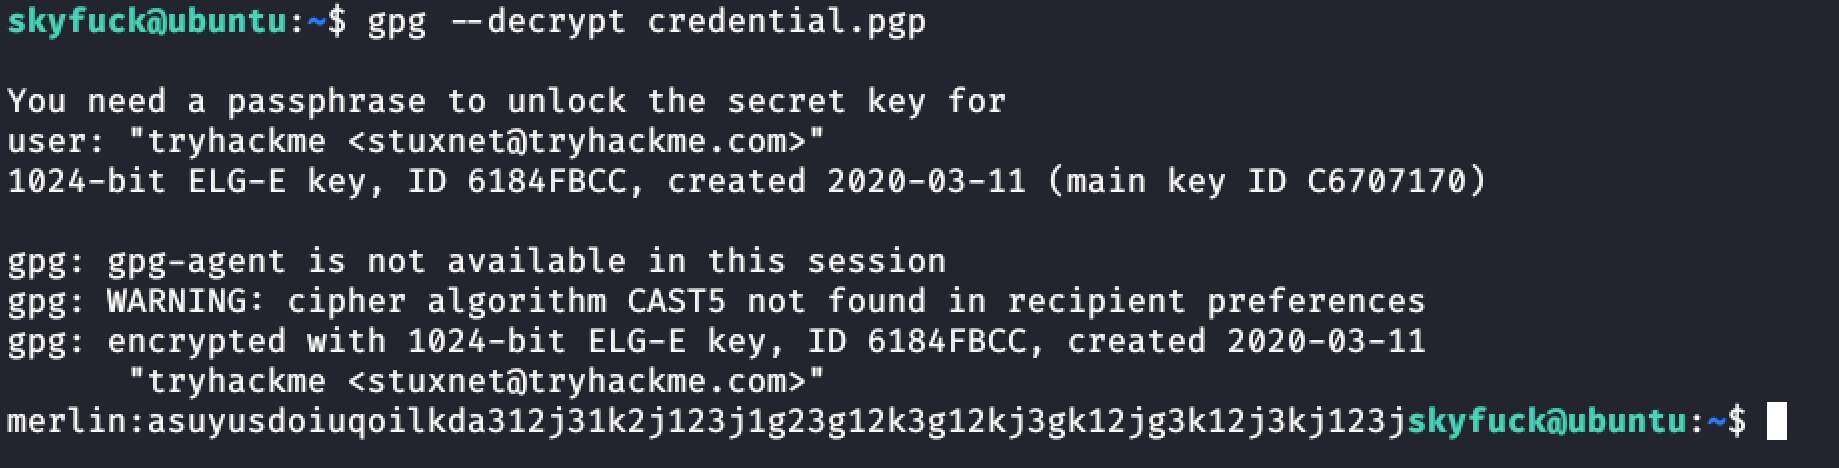 skyfuck@ubuntu:~$ gpg --decrypt credential.pgp
You need a passphrase to unlock the secret key for
user: "tryhackme <stuxnet@tryhackme.com>"
1024-bit ELG-E key, ID 6184FBCC, created 2020-03-11 (main key ID C6707170)
gpg: gpg-agent is not available in this session
gpg: WARNING: cipher algorithm CAST5 not found in recipient preferences
gpg: encrypted with 1024-bit ELG-E key, ID 6184FBCC, created 2020-03-11
"tryhackme <stuxnet@tryhackme.com>"
merlin:asuyusdoiuqoilkda312j31k2j123j1g23g12k3g12kj3gk12jg3k12j3kj123jskyfuck@ubuntu:~$